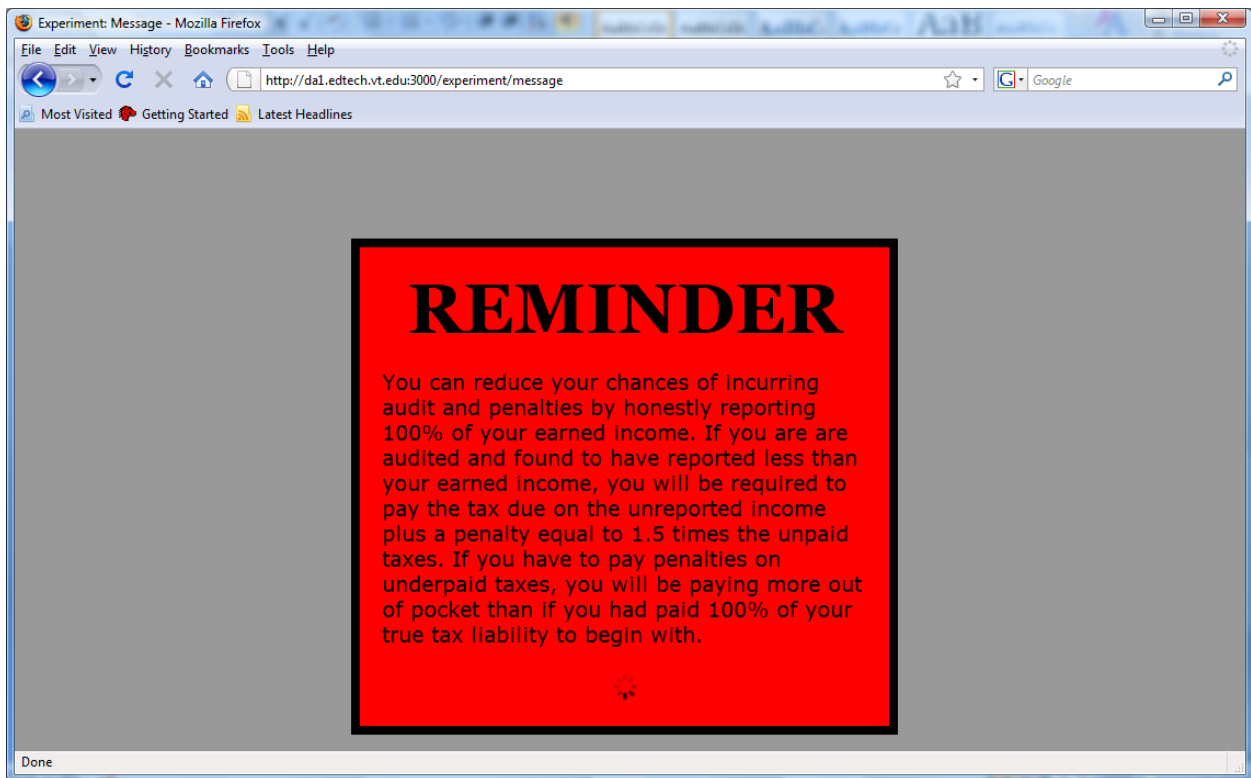 Experiment: Message - Mozilla Firefox
File Edit View History Bookmarks Tools Help
http://da1.edtech.vt.edu:3000/experiment/message
G Google
Most Visited Getting Started Latest Headlines
REMINDER
You can reduce your chances of incurring
audit and penalties by honestly reporting
100% of your earned income. If you are are
audited and found to have reported less than
your earned income, you will be required to
pay the tax due on the unreported income
plus a penalty equal to 1.5 times the unpaid
taxes. If you have to pay penalties on
underpaid taxes, you will be paying more out
of pocket than if you had paid 100% of your
true tax liability to begin with.
Done